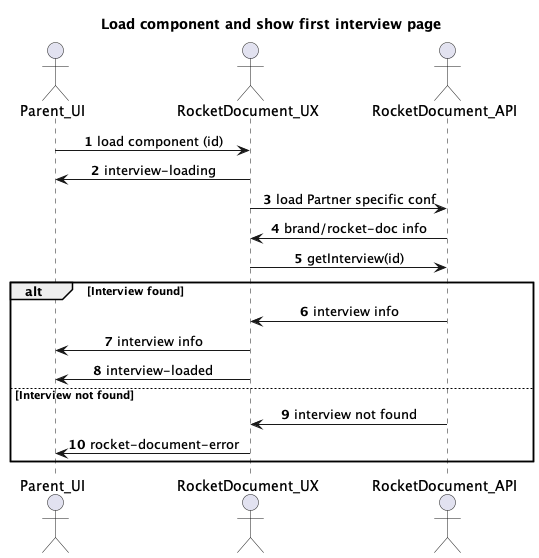 Load component and show first interview page
Parent_UI RocketDocument_UX RocketDocument_API
1 load component (id)
2 interview-loading
3 load Partner specific conf
4 brand/rocket-doc info
5 getInterview(id)
alt [Interview found]
6 interview info
7 interview info
8 interview-loaded
[Interview not found]
9 interview not found
10 rocket-document-error
Parent_UI RocketDocument_UX RocketDocument_API